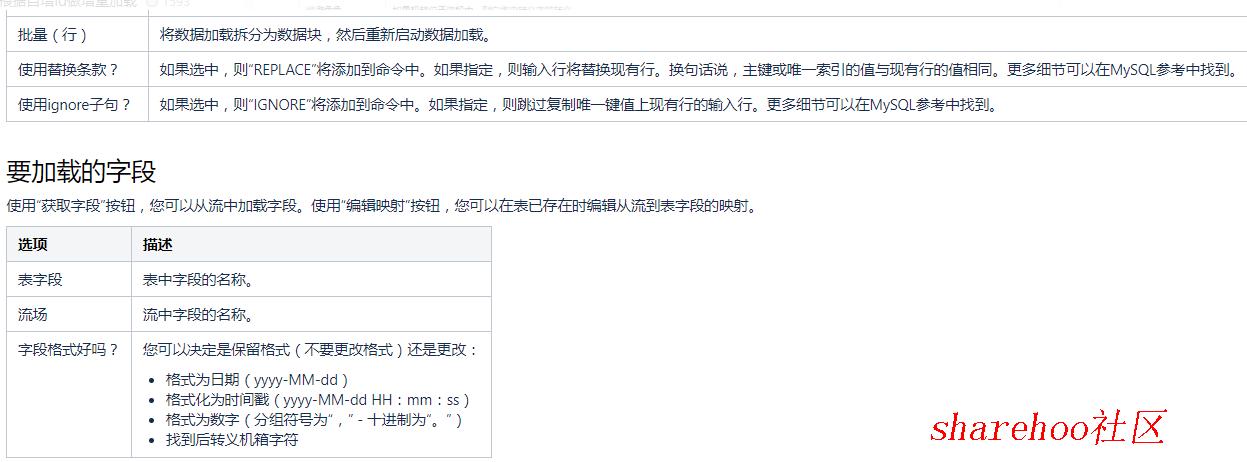 根据自增id做增量加载 1593
批量（行） 将数据加载拆分为数据块，然后重新启动数据加载。
使用替换条款？ 如果选中，则“REPLACE”将添加到命令中。如果指定，则输入行将替换现有行。换句话说，主键或唯一索引的值与现有行的值相同。更多细节可以在MySQL参考中找到。
使用ignore子句？ 如果选中，则“IGNORE”将添加到命令中。如果指定，则跳过复制唯一键值上现有行的输入行。更多细节可以在MySQL参考中找到。
要加载的字段
使用“获取字段”按钮，您可以从流中加载字段。使用“编辑映射”按钮，您可以在表已存在时编辑从流到表字段的映射。
选项 描述
表字段 表中字段的名称。
流场 流中字段的名称。
字段格式好吗？ 您可以决定是保留格式（不要更改格式）还是更改：
• 格式为日期（yyyy-MM-dd）
• 格式化为时间戳（yyyy-MM-dd HH：mm：ss）
• 格式为数字（分组符号为“，” - 十进制为“。”）
• 找到后转义机箱字符
sharehoo社区